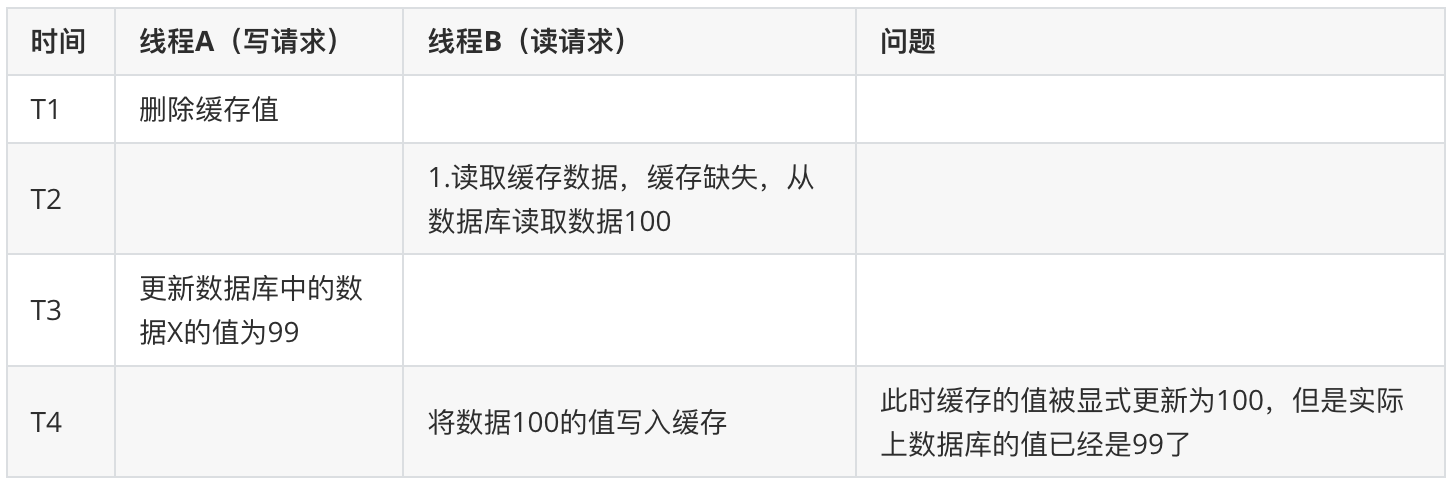 时间 线程A（写请求） 线程B（读请求） 问题
T1 删除缓存值
1.读取缓存数据，缓存缺失，从
T2
数据库读取数据100
更新数据库中的数
T3
据X的值为99
此时缓存的值被显式更新为100，但是实际
T4 将数据100的值写入缓存
上数据库的值已经是99了